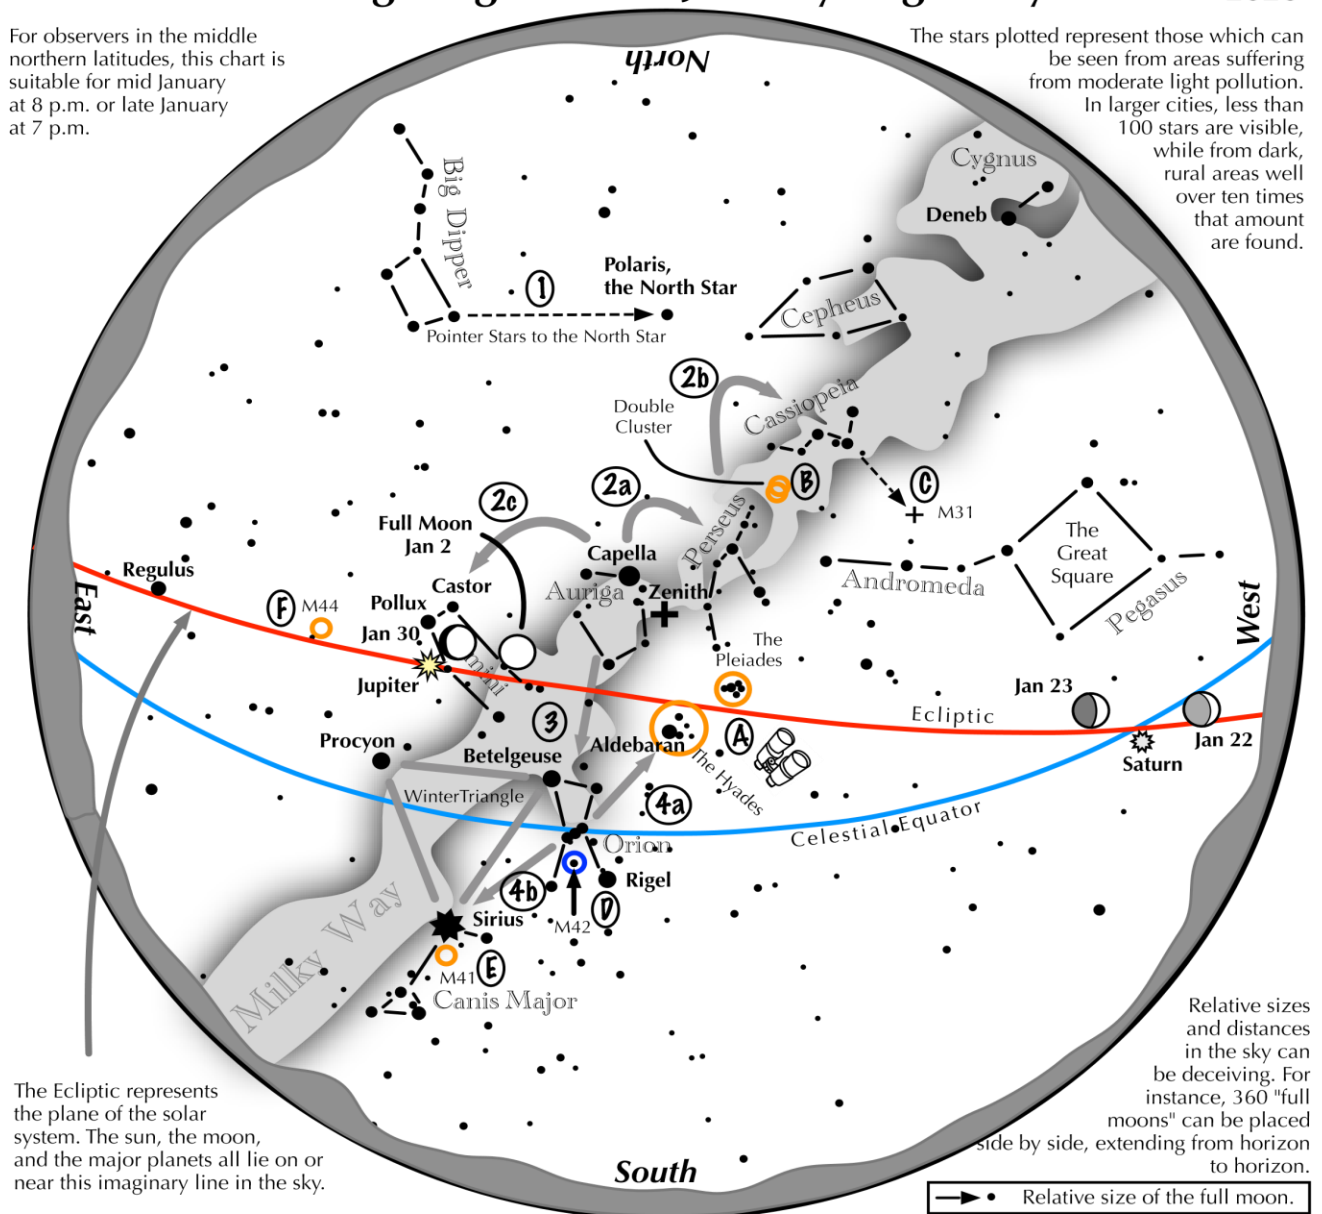 For observers in the middle
northern latitudes, this chart is
suitable for mid January
at 8 p.m. or late January
at 7 p.m.
The stars plotted represent those which can
be seen from areas suffering
from moderate light pollution.
In larger cities, less than
100 stars are visible,
while from dark,
rural areas well
over ten times
that amount
are found.
North
Cygnus
Deneb
Big Dipper
Polaris,
the North Star
1
Pointer Stars to the North Star
Cepheus
2b
Cassiopeia
Double
Cluster
B
C
M31
2a
2c
Full Moon
Jan 2
Perseus
Capella
Auriga
Zenith
The
Great
Square
Andromeda
Pegasus
Regulus
East
West
F
M44
Castor
Pollux
Jan 30
mini
Jupiter
The
Pleiades
Jan 23
Ecliptic
Jan 22
Saturn
Procyon
3
Betelgeuse
Aldebaran
A
The Hyades
WinterTriangle
4a
Celestial Equator
Orion
4b
Rigel
D
M42
Sirius
M41
E
Canis Major
Milky Way
The Ecliptic represents
the plane of the solar
system. The sun, the moon,
and the major planets all lie on or
near this imaginary line in the sky.
South
Relative sizes
and distances
in the sky can
be deceiving. For
instance, 360 "full
moons" can be placed
side by side, extending from horizon
to horizon.
Relative size of the full moon.